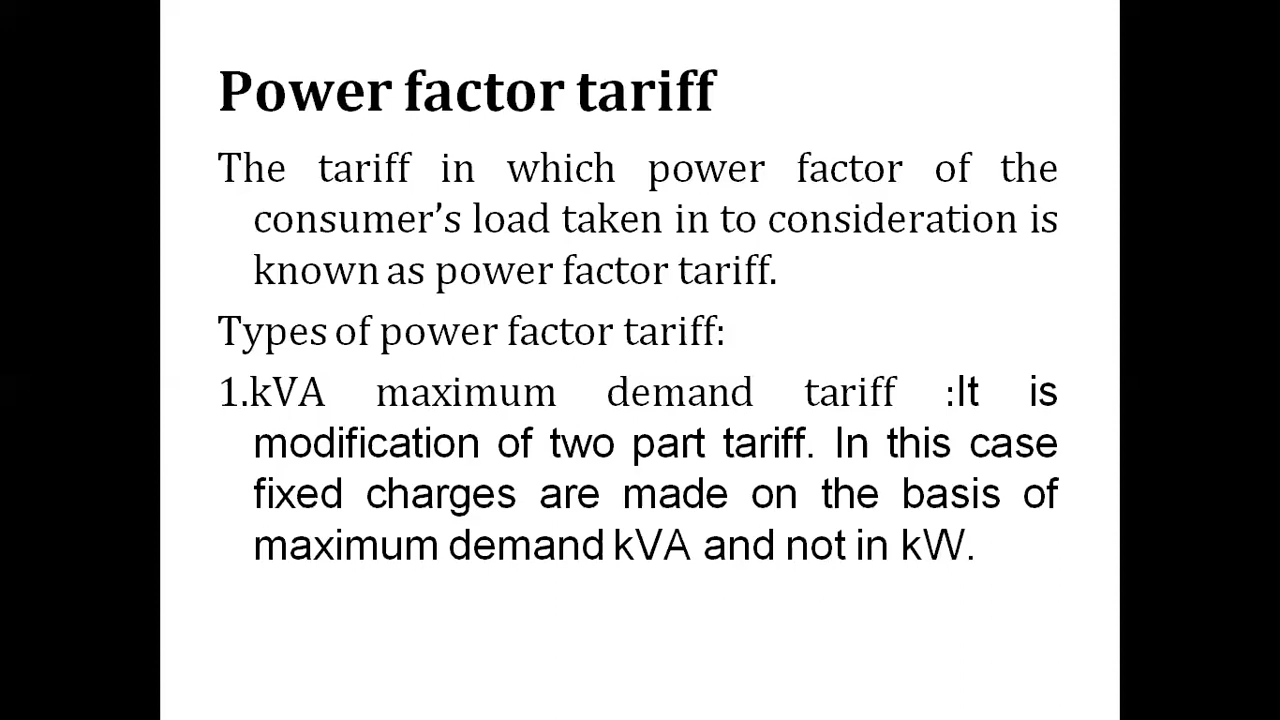 Power factor tariff
The tariff in which power factor of the
consumer’s load taken in to consideration is
known as power factor tariff.
Types of power factor tariff:
1.kVA maximum demand tariff :It is
modification of two part tariff. In this case
fixed charges are made on the basis of
maximum demand kVA and not in kW.